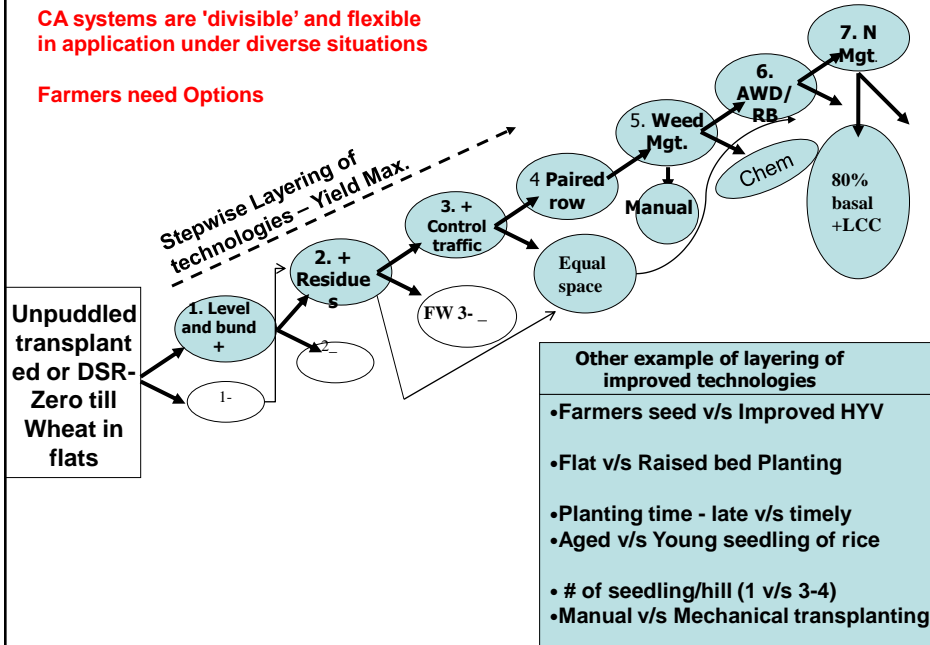 CA systems are 'divisible’ and flexible
in application under diverse situations
Farmers need Options
Stepwise Layering of
technologies – Yield Max.
Unpuddled
transplant
ed or DSR-
Zero till
Wheat in
flats
1. Level
and bund
+
1-
2. +
Residue
s
2_
3. +
Control
traffic
FW 3- _
4 Paired
row
Equal
space
5. Weed
Mgt.
Manual
Chem
6.
AWD/
RB
7. N
Mgt.
80%
basal
+LCC
Other example of layering of
improved technologies
•Farmers seed v/s Improved HYV
•Flat v/s Raised bed Planting
•Planting time - late v/s timely
•Aged v/s Young seedling of rice
• # of seedling/hill (1 v/s 3-4)
•Manual v/s Mechanical transplanting